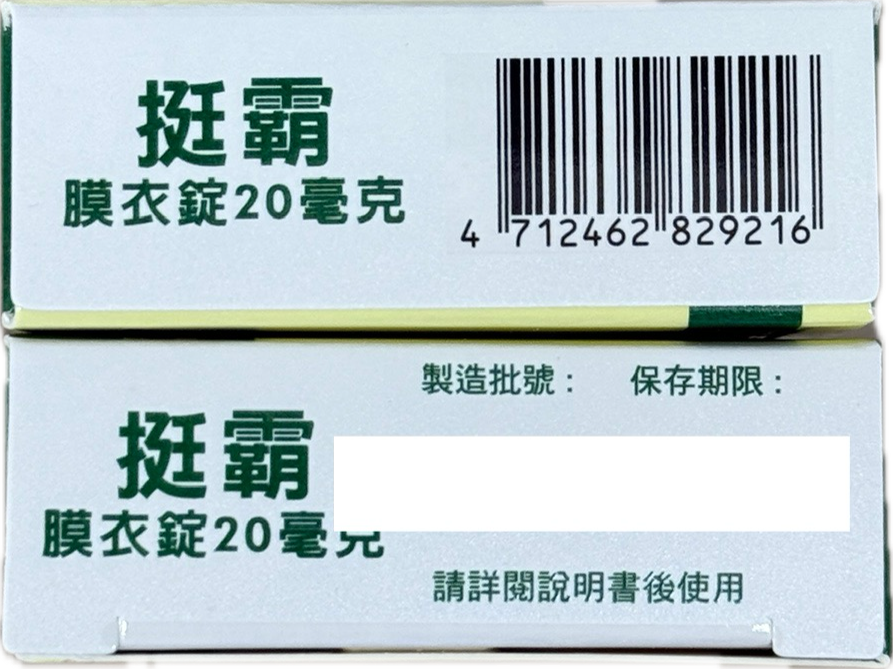 挺霸
膜衣錠20毫克
4 712462 829216
製造批號: 保存期限:
挺霸
膜衣錠20毫克
請詳閱說明書後使用